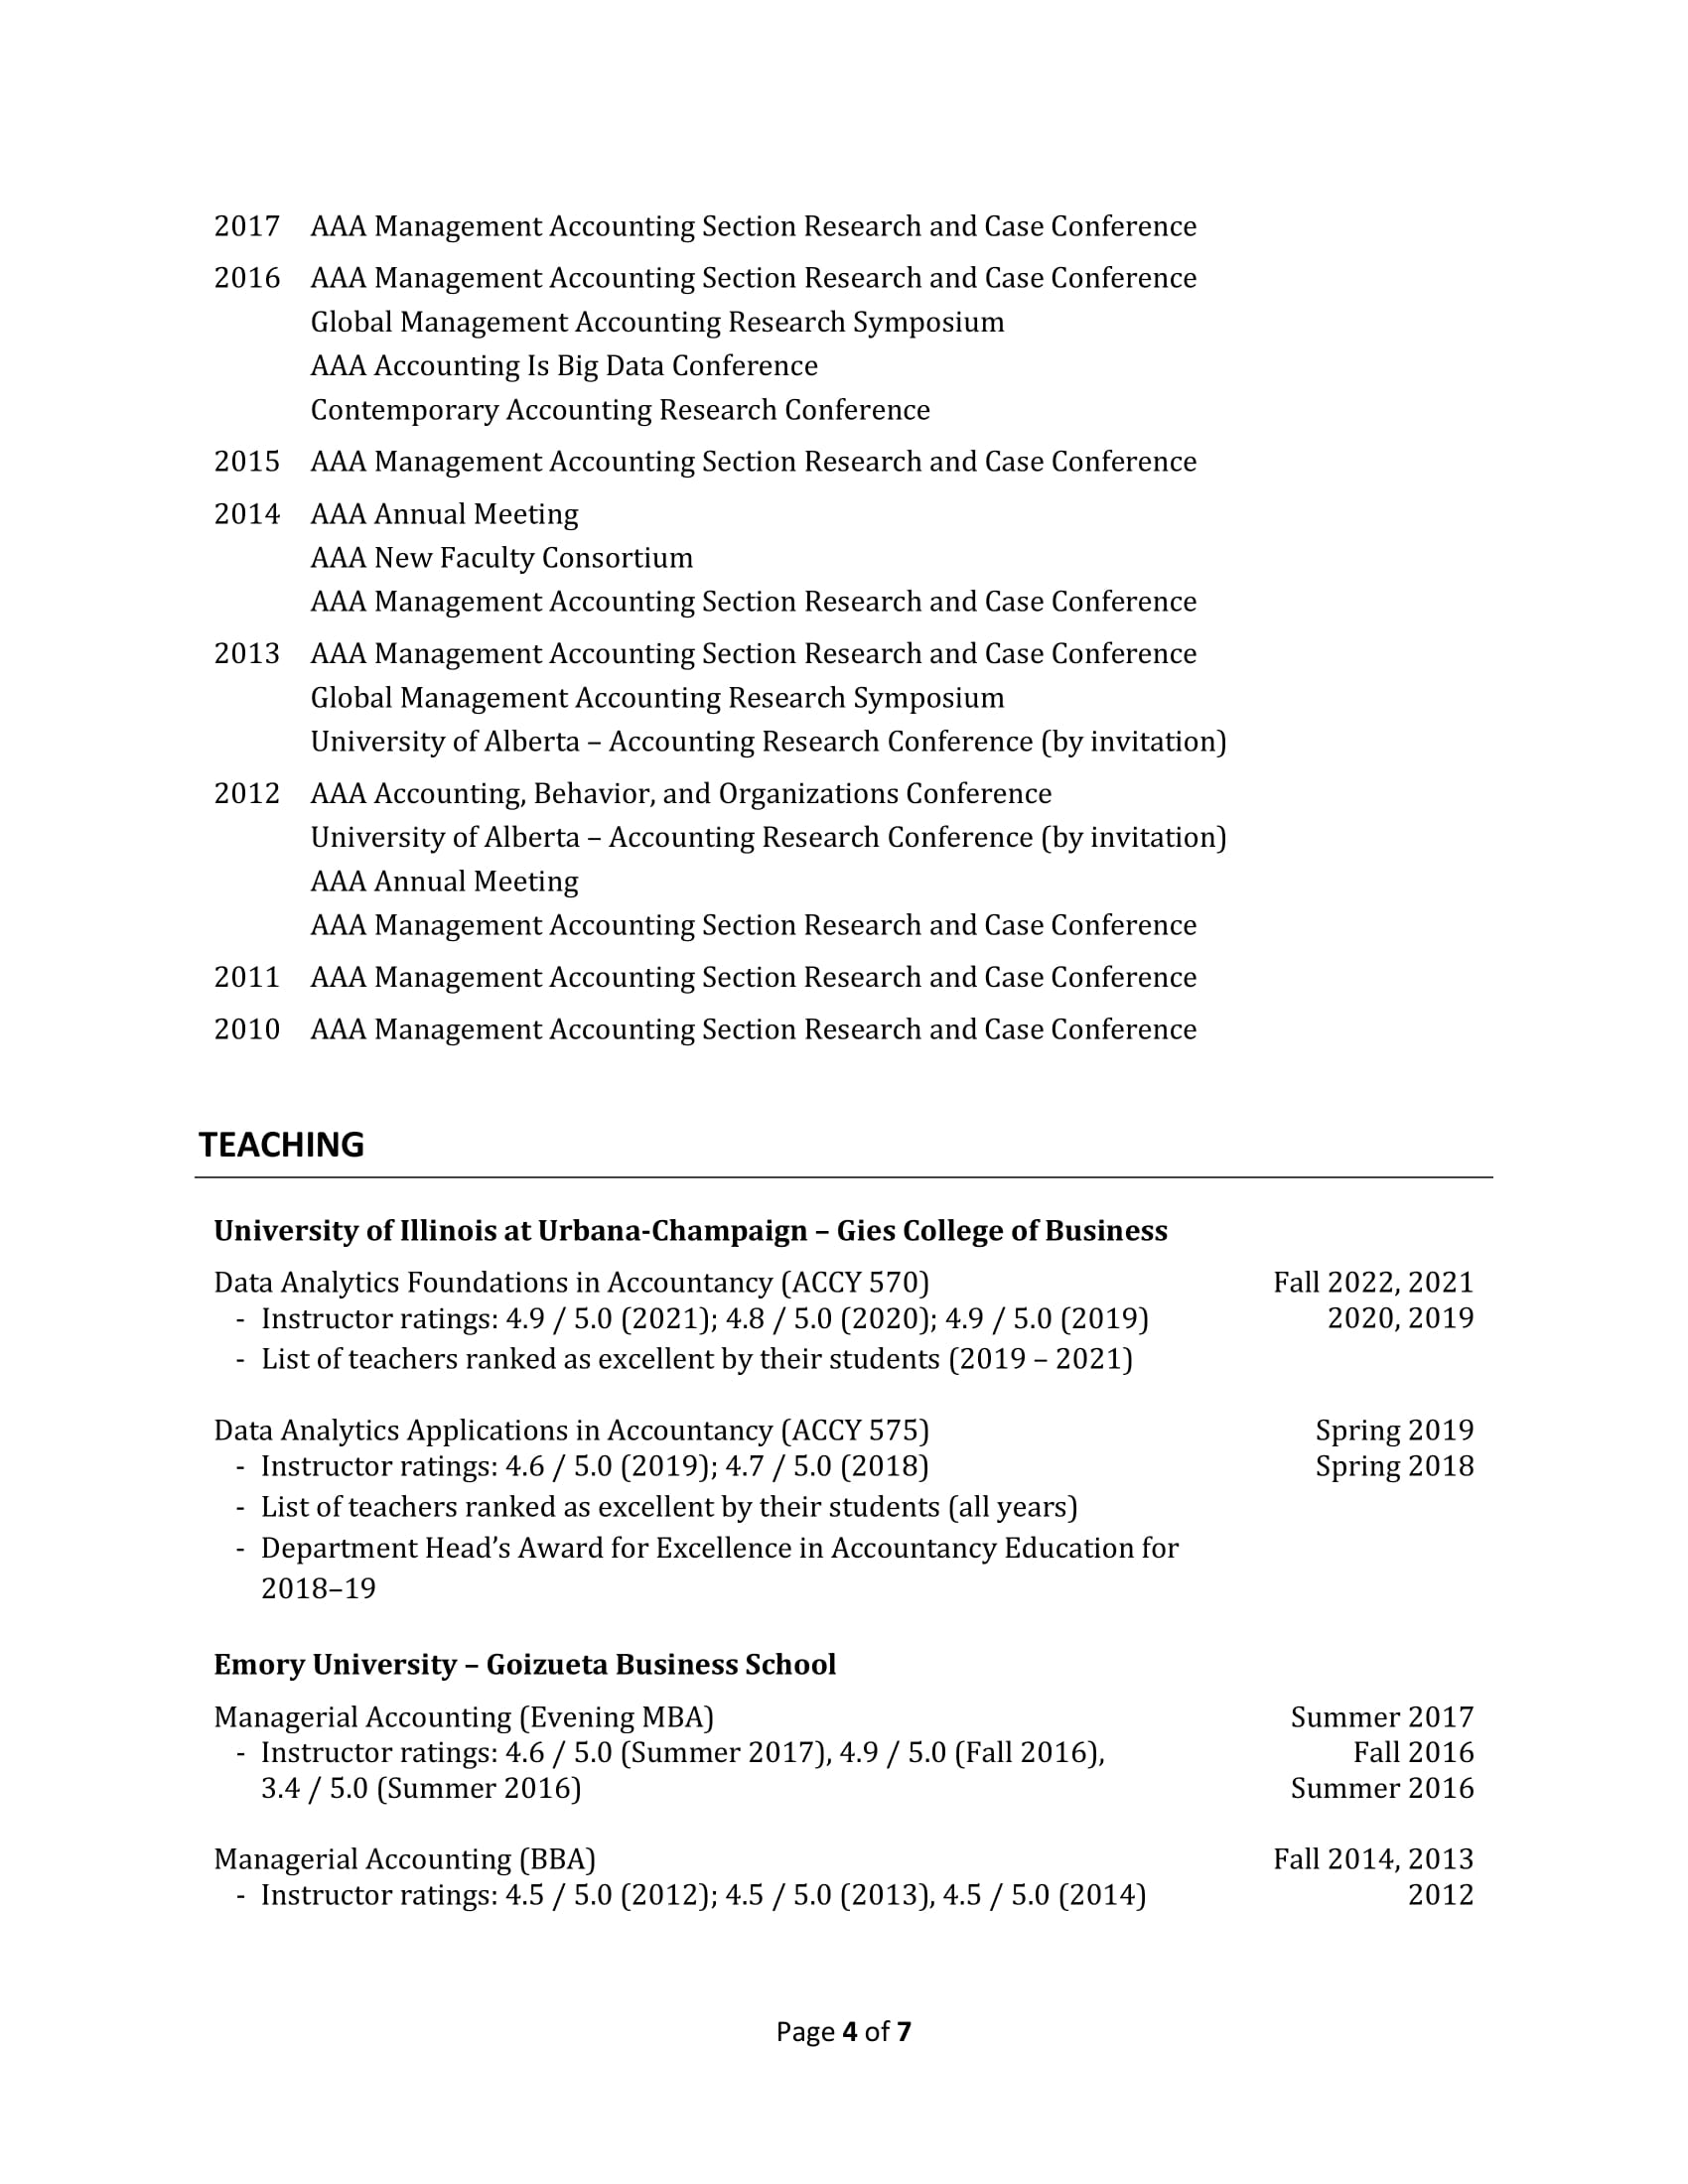 2017 AAA Management Accounting Section Research and Case Conference
2016 AAA Management Accounting Section Research and Case Conference
Global Management Accounting Research Symposium
AAA Accounting Is Big Data Conference
Contemporary Accounting Research Conference
2015 AAA Management Accounting Section Research and Case Conference
2014 AAA Annual Meeting
AAA New Faculty Consortium
AAA Management Accounting Section Research and Case Conference
2013 AAA Management Accounting Section Research and Case Conference
Global Management Accounting Research Symposium
University of Alberta – Accounting Research Conference (by invitation)
2012 AAA Accounting, Behavior, and Organizations Conference
University of Alberta – Accounting Research Conference (by invitation)
AAA Annual Meeting
AAA Management Accounting Section Research and Case Conference
2011 AAA Management Accounting Section Research and Case Conference
2010 AAA Management Accounting Section Research and Case Conference
TEACHING
University of Illinois at Urbana-Champaign – Gies College of Business
Data Analytics Foundations in Accountancy (ACCY 570) Fall 2022, 2021
- Instructor ratings: 4.9 / 5.0 (2021); 4.8 / 5.0 (2020); 4.9 / 5.0 (2019) 2020, 2019
- List of teachers ranked as excellent by their students (2019 – 2021)
Data Analytics Applications in Accountancy (ACCY 575) Spring 2019
- Instructor ratings: 4.6 / 5.0 (2019); 4.7 / 5.0 (2018) Spring 2018
- List of teachers ranked as excellent by their students (all years)
- Department Head’s Award for Excellence in Accountancy Education for
2018–19
Emory University – Goizueta Business School
Managerial Accounting (Evening MBA) Summer 2017
- Instructor ratings: 4.6 / 5.0 (Summer 2017), 4.9 / 5.0 (Fall 2016), Fall 2016
3.4 / 5.0 (Summer 2016) Summer 2016
Managerial Accounting (BBA) Fall 2014, 2013
- Instructor ratings: 4.5 / 5.0 (2012); 4.5 / 5.0 (2013), 4.5 / 5.0 (2014) 2012
Page 4 of 7